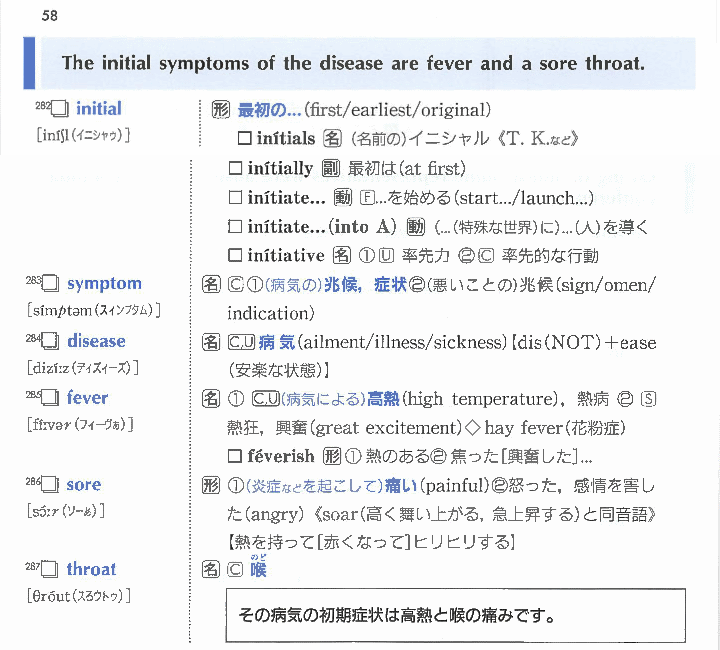 58
The initial symptoms of the disease are fever and a sore throat.
282 initial 形 最初の…(first/earliest/original)
[iníʃl(イニシャゥ)] □ inítials 名 (名前の)イニシャル《T. K.など》
□ inítially 副 最初は(at first)
□ inítiate… 動 F…を始める(start…/launch…)
□ inítiate…(into A) 動 (…(特殊な世界)に)…(人)を導く
□ inítiative 名 ①U 率先力 ②C 率先的な行動
283 symptom 名 C①(病気の)兆候，症状②(悪いことの)兆候(sign/omen/
[símptəm(スィンプタム)] indication)
284 disease 名 C,U病気(ailment/illness/sickness)【dis(NOT)+ease
[dizíːz(ディズィーズ)] (安楽な状態)】
285 fever 名 ① C,U(病気による)高熱(high temperature)，熱病 ② S
[fíːvər(フィーヴぁ)] 熱狂，興奮(great excitement)◇hay fever(花粉症)
□ féverish 形① 熱のある② 焦った[興奮した]…
286 sore 形 ①(炎症などを起こして)痛い(painful)②怒った，感情を害し
[sɔ́ːr(ソーぁ)] た(angry)《soar(高く舞い上がる, 急上昇する)と同音語》
【熱を持って[赤くなって]ヒリヒリする】
287 throat 名 C 喉のど
[θróut(スろウトゥ)]
その病気の初期症状は高熱と喉の痛みです。